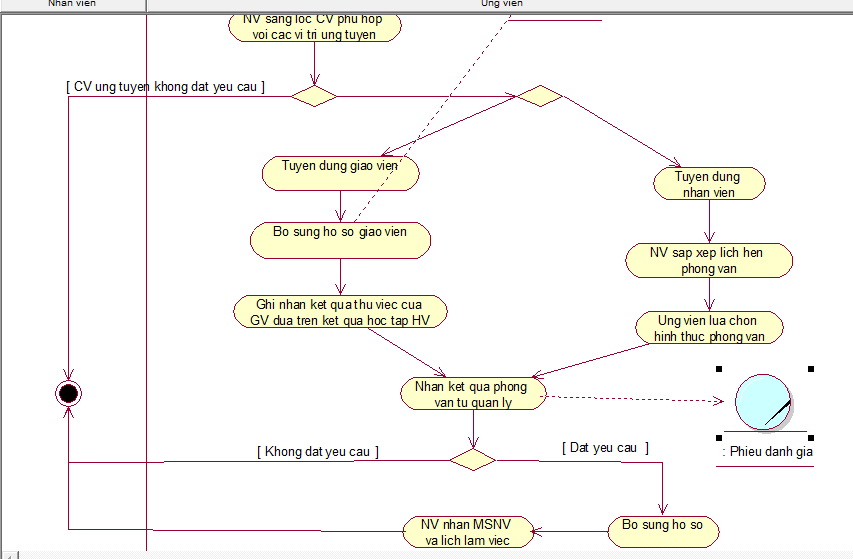 Nhan vien
Ung vien
NV sang loc CV phu hop
voi cac vi tri ung tuyen
[ CV ung tuyen khong dat yeu cau ]
Tuyen dung giao vien
Tuyen dung
nhan vien
Bo sung ho so giao vien
NV sap xep lich hen
phong van
Ghi nhan ket qua thu viec cua
GV dua tren ket qua hoc tap HV
Ung vien lua chon
hinh thuc phong van
Nhan ket qua phong
van tu quan ly
: Phieu danh gia
[ Khong dat yeu cau ]
[ Dat yeu cau ]
NV nhan MSNV
va lich lam viec
Bo sung ho so